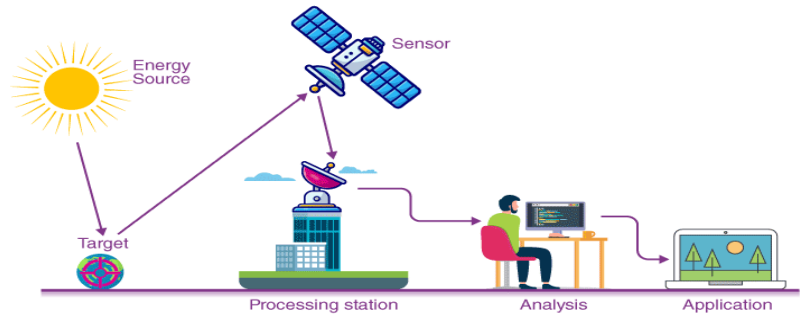 Energy
Source
Sensor
Target
Processing station
Analysis
Application